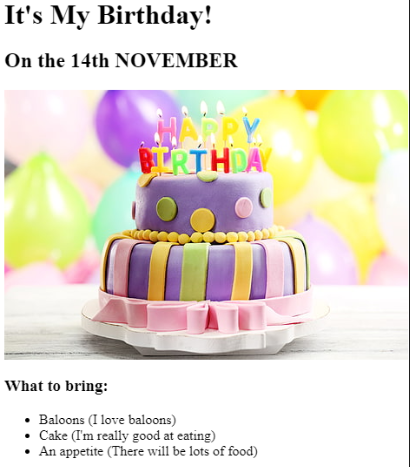 It's My Birthday!
On the 14th NOVEMBER
HAPPY
BIRTHDAY
What to bring:
Baloons (I love baloons)
Cake (I'm really good at eating)
An appetite (There will be lots of food)